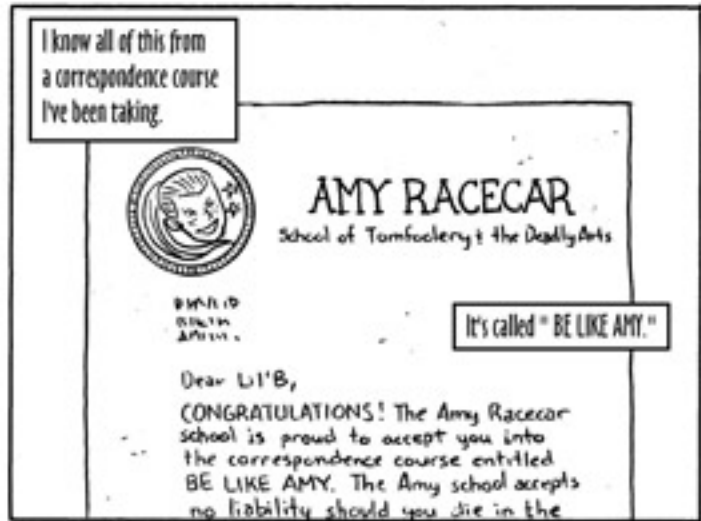 I know all of this from
a correspondence course
I've been taking.
AMY RACECAR
School of Tomfoolery & the Deadly Arts
It's called "BE LIKE AMY."
Dear Lil'B,
CONGRATULATIONS! The Amy Racecar
school is proud to accept you into
the correspondence course entitled
BE LIKE AMY. The Amy school accepts
no liability should you die in the